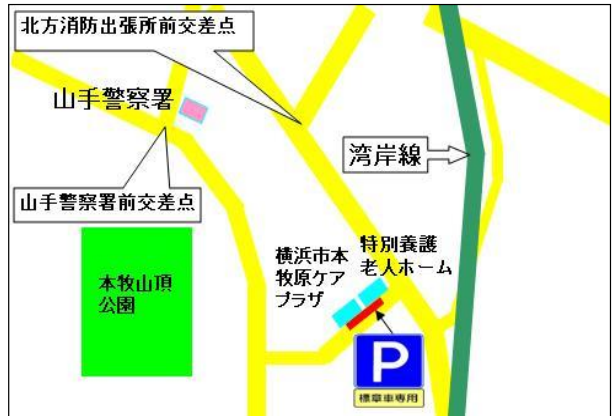 北方消防出張所前交差点
山手警察署
湾岸線
山手警察署前交差点
本牧山頂
公園
横浜市本
牧原ケア
プラザ
特別養護
老人ホーム
P
標章車専用